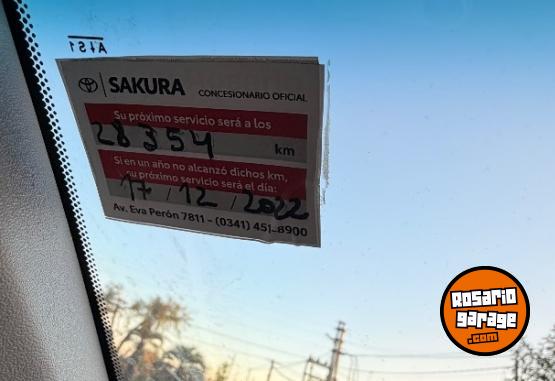 A421
SAKURA
CONCESIONARIO OFICIAL
Su próximo servicio será a los
28354
km
Si en un año no alcanzó dichos km,
su próximo servicio será el día:
17 / 12 / 2022
Av. Eva Perón 7811 - (0341) 451-8900
ROSARIO
GARAGE
.COM